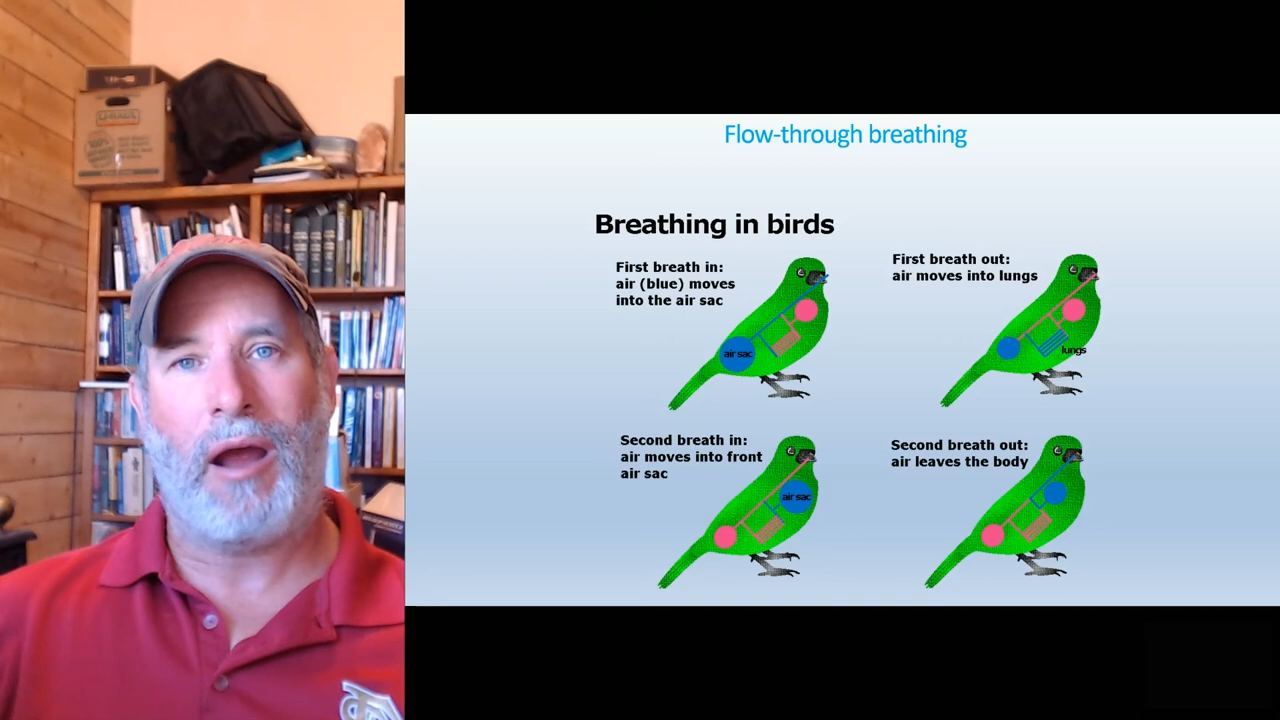 Flow-through breathing
Breathing in birds
First breath in:
air (blue) moves
into the air sac
air sac
First breath out:
air moves into lungs
lungs
Second breath in:
air moves into front
air sac
air sac
Second breath out:
air leaves the body
U-HAUL